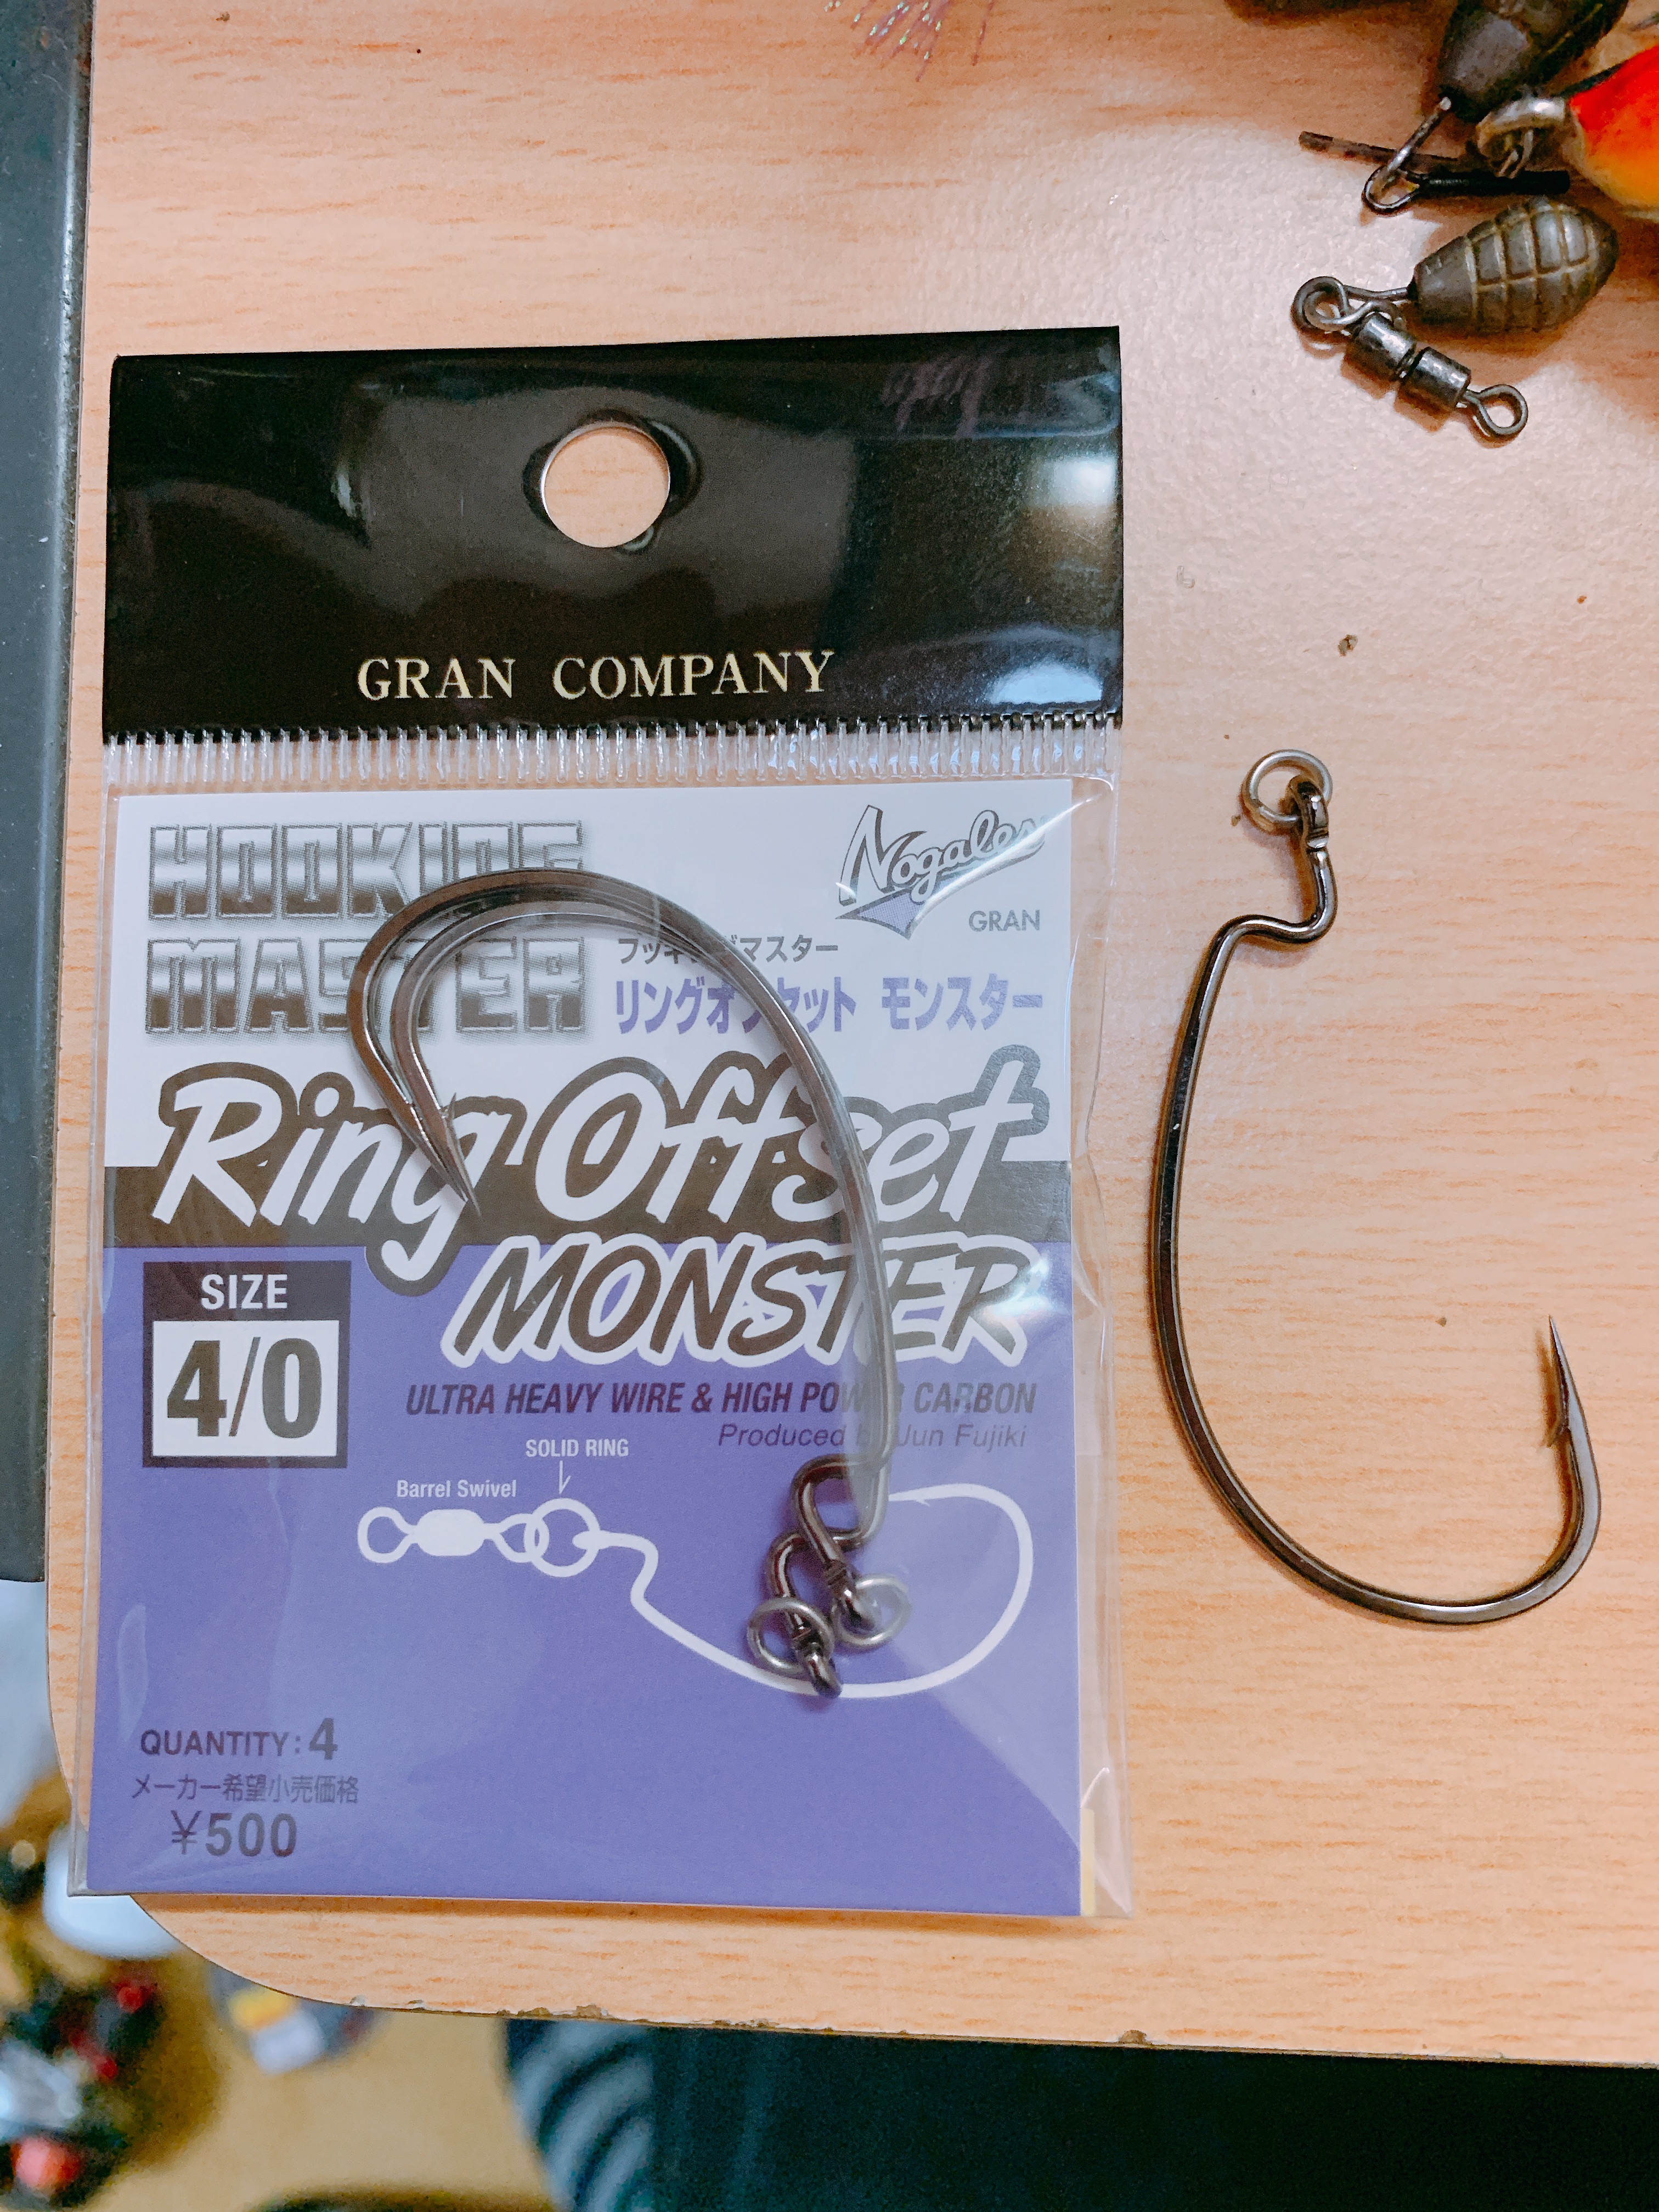 GRAN COMPANY
HOOKING
MASTER
Nogales
GRAN
フッキングマスター
リングオフセット モンスター
Ring Offset
MONSTER
SIZE
4/0
ULTRA HEAVY WIRE & HIGH POWER CARBON
Produced by Jun Fujiki
SOLID RING
Barrel Swivel
QUANTITY: 4
メーカー希望小売価格
¥500